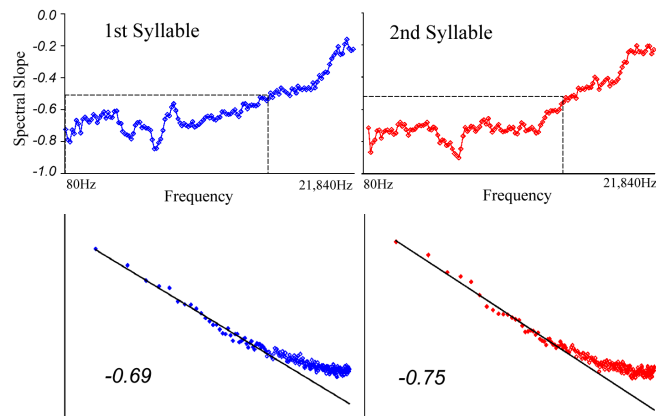 0.0
-0.2
-0.4
-0.6
-0.8
-1.0
Spectral Slope
1st Syllable
2nd Syllable
80Hz
21,840Hz
80Hz
21,840Hz
Frequency
Frequency
-0.69
-0.75